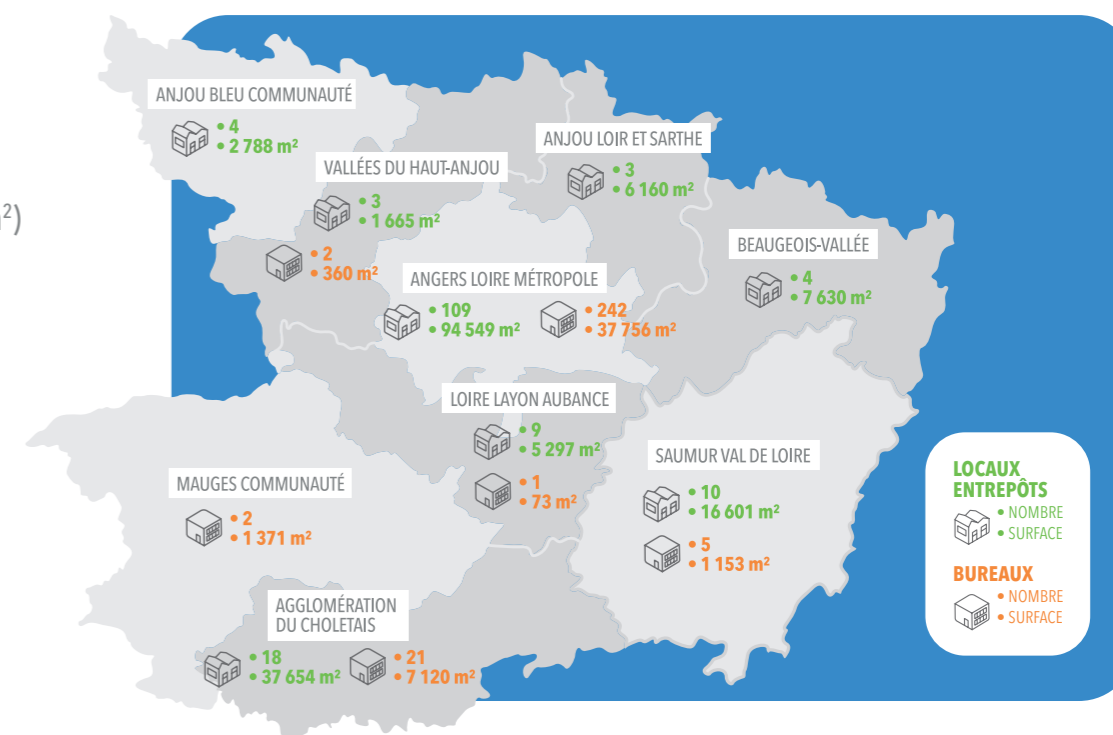 ANJOU BLEU COMMUNAUTÉ
• 4
• 2 788 m²
ANJOU LOIR ET SARTHE
• 3
• 6 160 m²
VALLÉES DU HAUT-ANJOU
• 3
• 1 665 m²
• 2
• 360 m²
m²)
BEAUGEOIS-VALLÉE
• 4
• 7 630 m²
ANGERS LOIRE MÉTROPOLE
• 109
• 94 549 m²
• 242
• 37 756 m²
LOIRE LAYON AUBANCE
• 9
• 5 297 m²
• 1
• 73 m²
SAUMUR VAL DE LOIRE
• 10
• 16 601 m²
• 5
• 1 153 m²
MAUGES COMMUNAUTÉ
• 2
• 1 371 m²
AGGLOMÉRATION
DU CHOLETAIS
• 18
• 37 654 m²
• 21
• 7 120 m²
LOCAUX
ENTREPÔTS
• NOMBRE
• SURFACE
BUREAUX
• NOMBRE
• SURFACE